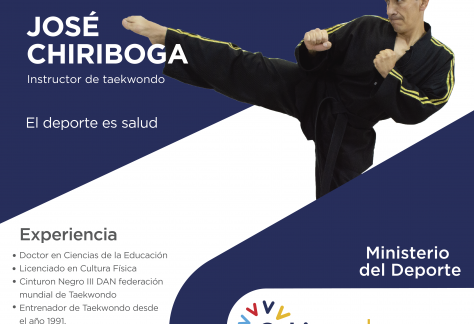 JOSÉ
CHIRIBOGA
Instructor de taekwondo
El deporte es salud
Experiencia
• Doctor en Ciencias de la Educación
• Licenciado en Cultura Física
• Cinturon Negro III DAN federación
mundial de Taekwondo
• Entrenador de Taekwondo desde
el año 1991.
Ministerio
del Deporte